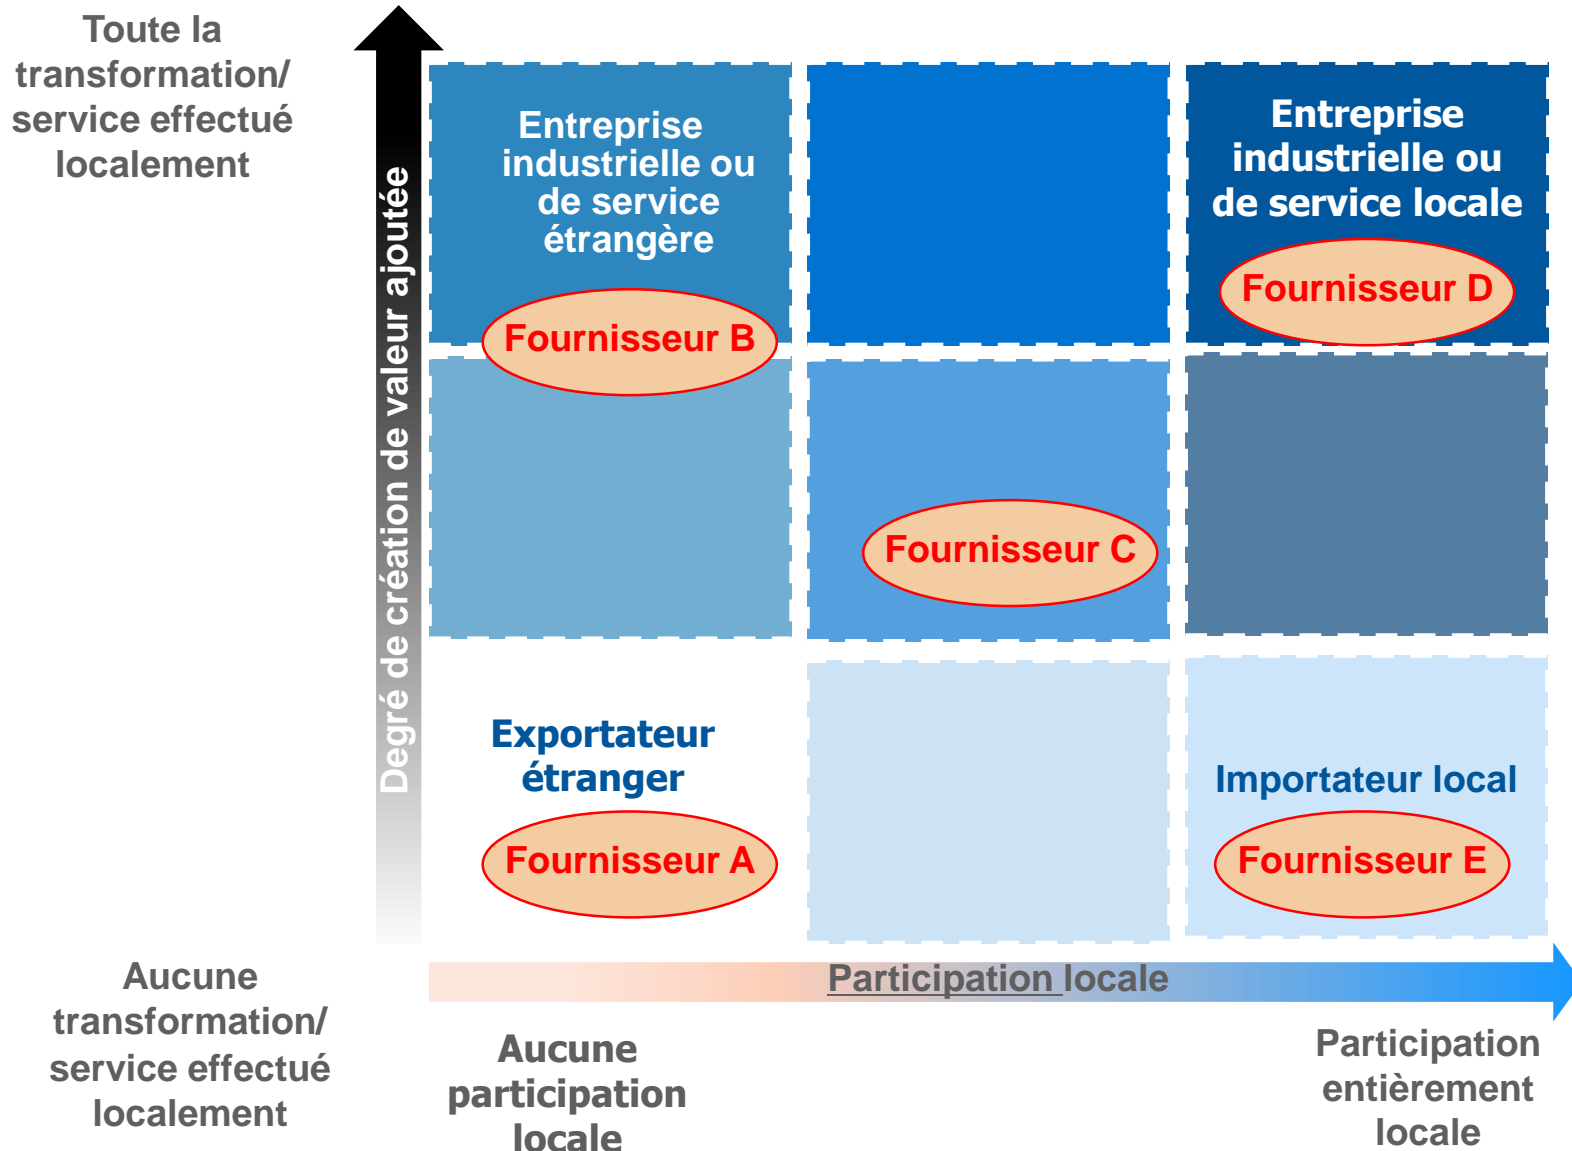 Toute la
transformation/
service effectué
localement
Degré de création de valeur ajoutée
Entreprise
industrielle ou
de service
étrangère
Fournisseur B
Entreprise
industrielle ou
de service locale
Fournisseur D
Fournisseur C
Exportateur
étranger
Fournisseur A
Importateur local
Fournisseur E
Participation locale
Aucune
transformation/
service effectué
localement
Aucune
participation
locale
Participation
entièrement
locale